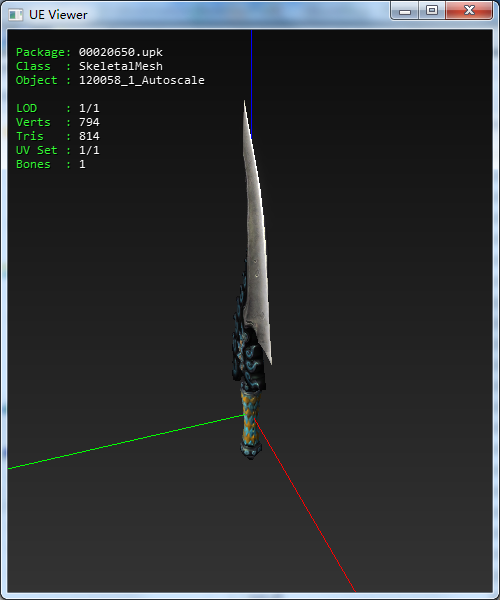 UE Viewer
Package: 00020650.upk
Class : SkeletalMesh
Object : 120058_1_Autoscale
LOD : 1/1
Verts : 794
Tris : 814
UV Set : 1/1
Bones : 1